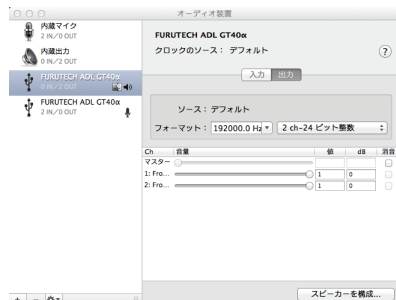 オーディオ装置
内蔵マイク
2 IN/0 OUT
内蔵出力
0 IN/2 OUT
FURUTECH ADL GT40α
0 IN/2 OUT
FURUTECH ADL GT40α
2 IN/0 OUT
FURUTECH ADL GT40α
クロックのソース： デフォルト
?
入力 出力
ソース：デフォルト
フォーマット： 192000.0 Hz 2 ch-24 ビット整数
Ch 音量 値 dB 消音
マスター
1: Fro... 1 0
2: Fro... 1 0
スピーカーを構成...